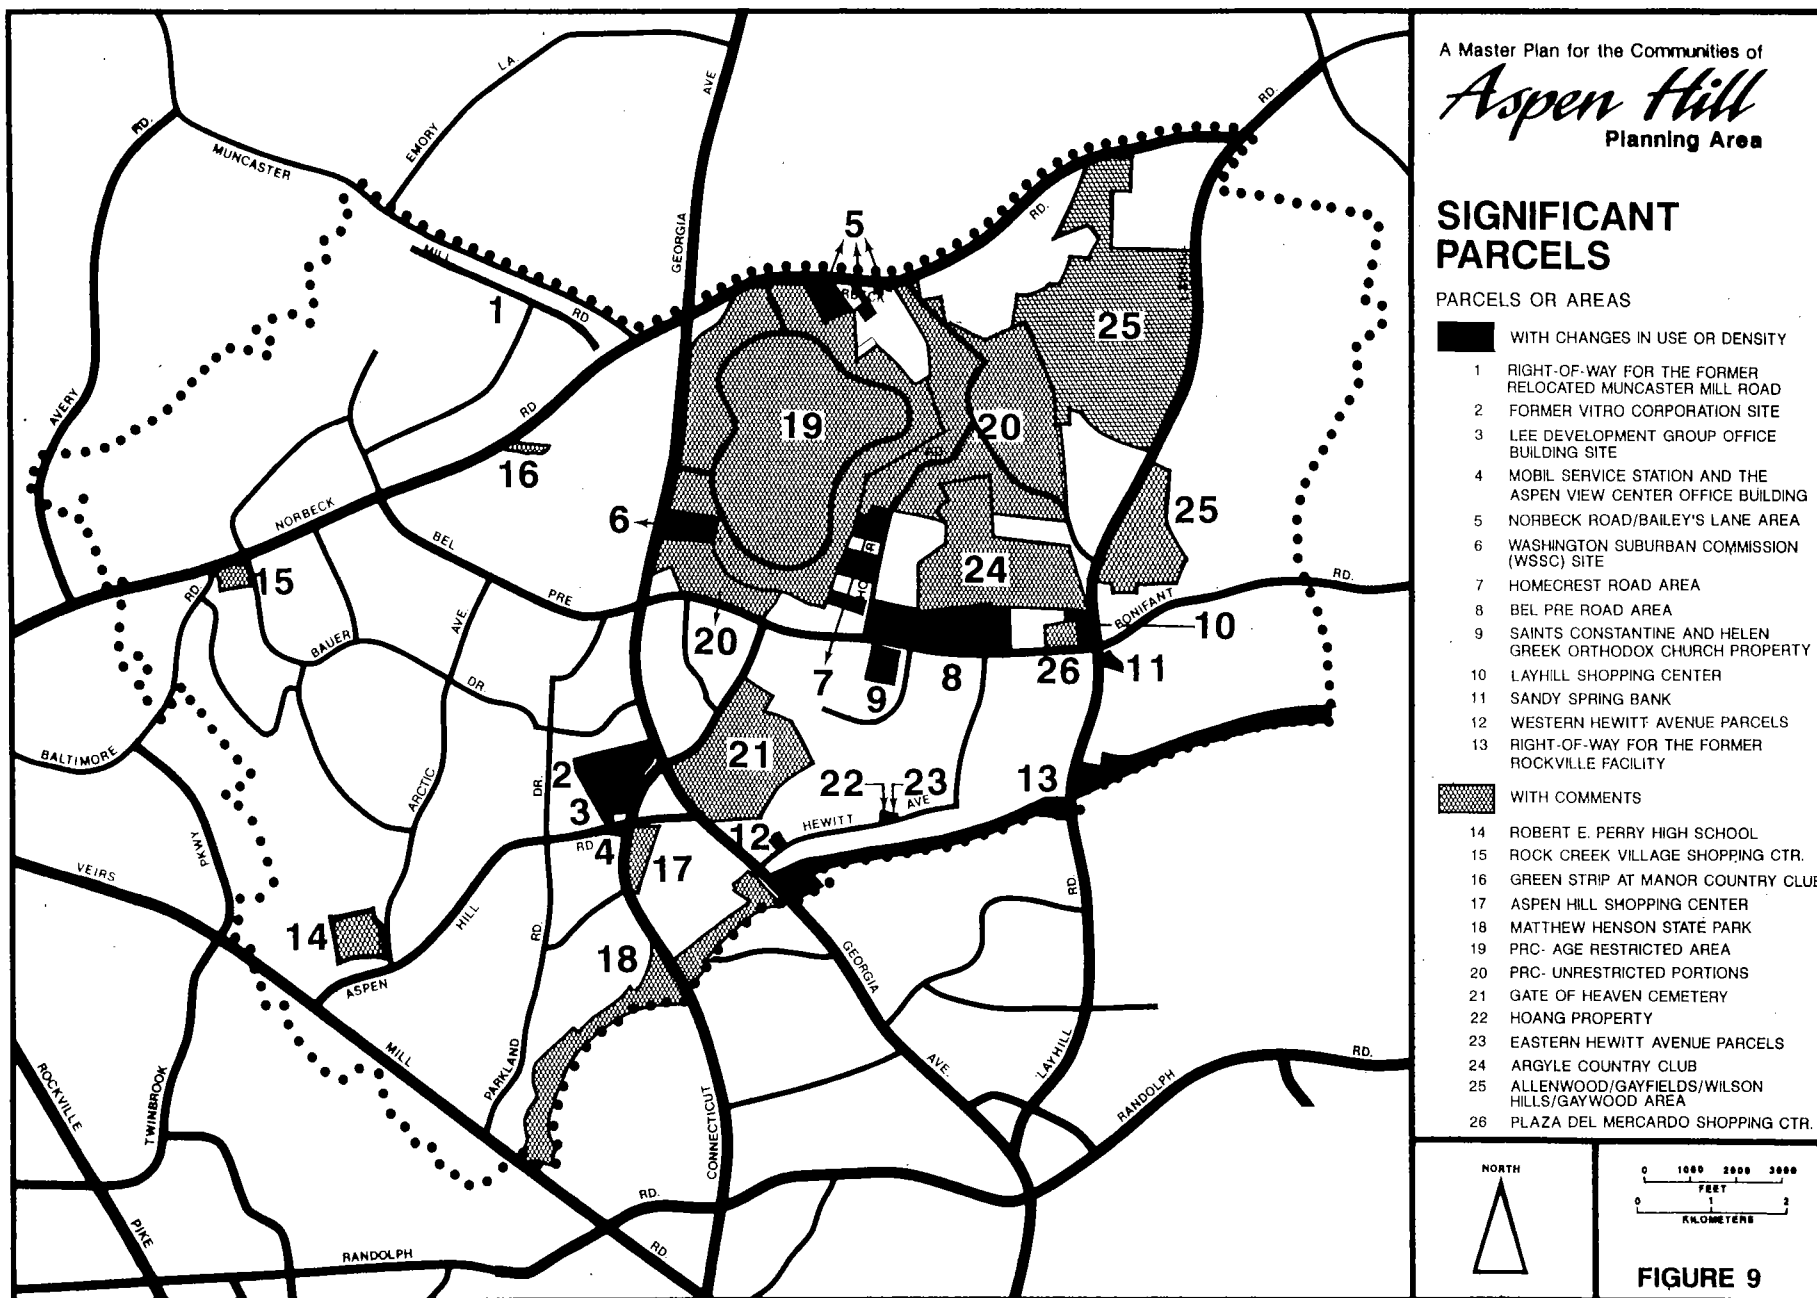 A Master Plan for the Communities of
Aspen Hill
Planning Area
SIGNIFICANT
PARCELS
PARCELS OR AREAS
WITH CHANGES IN USE OR DENSITY
1 RIGHT-OF-WAY FOR THE FORMER
RELOCATED MUNCASTER MILL ROAD
2 FORMER VITRO CORPORATION SITE
3 LEE DEVELOPMENT GROUP OFFICE
BUILDING SITE
4 MOBIL SERVICE STATION AND THE
ASPEN VIEW CENTER OFFICE BUILDING
5 NORBECK ROAD/BAILEY'S LANE AREA
6 WASHINGTON SUBURBAN COMMISSION
(WSSC) SITE
7 HOMECREST ROAD AREA
8 BEL PRE ROAD AREA
9 SAINTS CONSTANTINE AND HELEN
GREEK ORTHODOX CHURCH PROPERTY
10 LAYHILL SHOPPING CENTER
11 SANDY SPRING BANK
12 WESTERN HEWITT AVENUE PARCELS
13 RIGHT-OF-WAY FOR THE FORMER
ROCKVILLE FACILITY
WITH COMMENTS
14 ROBERT E. PERRY HIGH SCHOOL
15 ROCK CREEK VILLAGE SHOPPING CTR.
16 GREEN STRIP AT MANOR COUNTRY CLUB
17 ASPEN HILL SHOPPING CENTER
18 MATTHEW HENSON STATE PARK
19 PRC- AGE RESTRICTED AREA
20 PRC- UNRESTRICTED PORTIONS
21 GATE OF HEAVEN CEMETERY
22 HOANG PROPERTY
23 EASTERN HEWITT AVENUE PARCELS
24 ARGYLE COUNTRY CLUB
25 ALLENWOOD/GAYFIELDS/WILSON
HILLS/GAYWOOD AREA
26 PLAZA DEL MERCARDO SHOPPING CTR.
NORTH
0 1000 2000 3000
FEET
0 1 2
KILOMETERS
FIGURE 9
RD.
MUNCASTER
EMORY
LA.
AVE
GEORGIA
MILL
RD
1
5
RD.
RD.
25
AVERY
RD
16
19
20
RD
NORBECK
6
25
BEL
PRE
24
15
RD.
BAUER
DR.
AVE.
20
7
9
8
26
10
11
BONIFANT
RD.
BALTIMORE
ARCTIC
DR.
2
3
4
21
22
23
AVE
HEWITT
12
13
PKWY
VEIRS
RD
17
14
HILL
ASPEN
RD.
18
GEORGIA
RD.
MILL
PARKLAND
CONNECTICUT
AVE.
LAYHILL
RANDOLPH
RD.
ROCKVILLE
TWINBROOK
PIKE
RANDOLPH
RD.
RD.